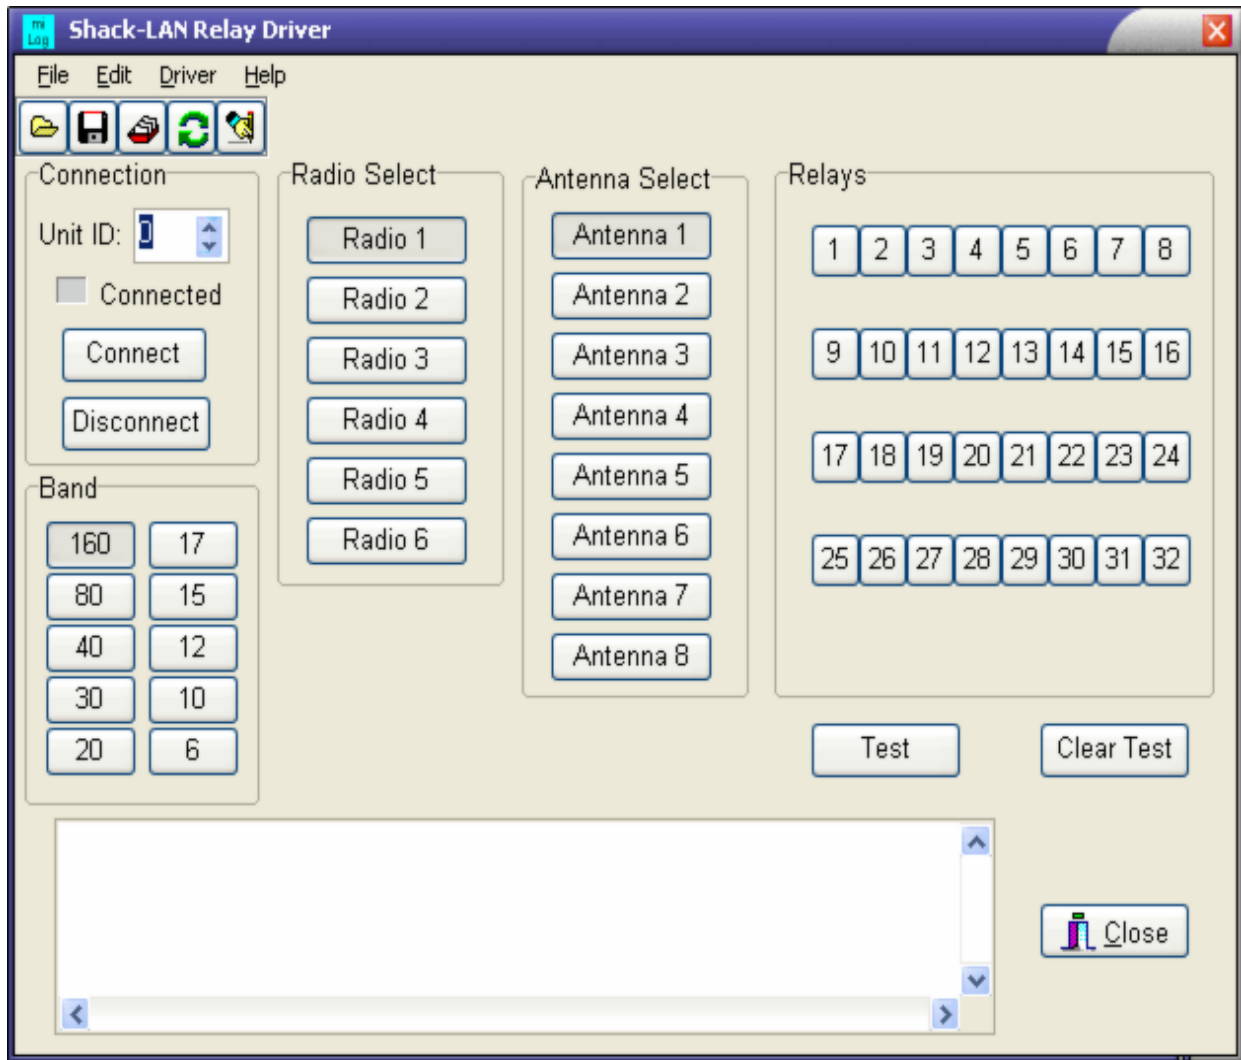 mi
Log
Shack-LAN Relay Driver
File Edit Driver Help
Connection
Unit ID: 0
Connected
Connect
Disconnect
Band
160 17
80 15
40 12
30 10
20 6
Radio Select
Radio 1
Radio 2
Radio 3
Radio 4
Radio 5
Radio 6
Antenna Select
Antenna 1
Antenna 2
Antenna 3
Antenna 4
Antenna 5
Antenna 6
Antenna 7
Antenna 8
Relays
1 2 3 4 5 6 7 8
9 10 11 12 13 14 15 16
17 18 19 20 21 22 23 24
25 26 27 28 29 30 31 32
Test Clear Test
Close